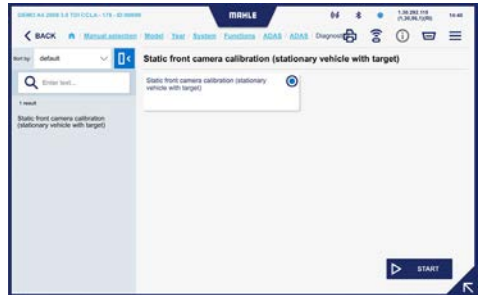 MAHLE
14:40
BACK Manual selection Model Year System Functions ADAS ADAS Diagnosti
Sort by default
Static front camera calibration (stationary vehicle with target)
Enter text...
Static front camera calibration (stationary
vehicle with target)
1 result
Static front camera calibration
(stationary vehicle with target)
START